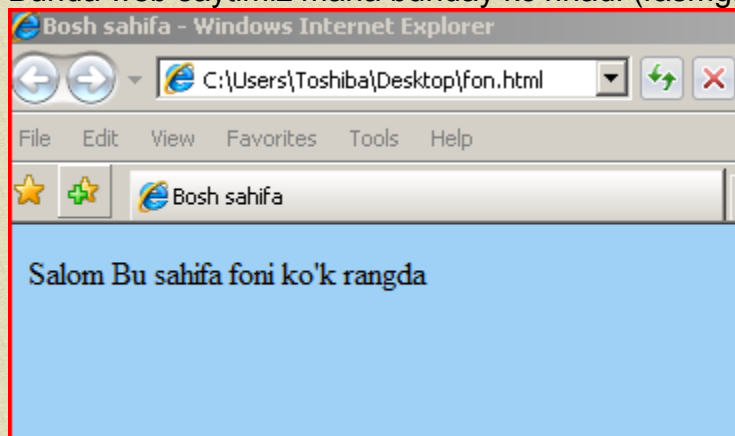 Bosh sahifa - Windows Internet Explorer
C:\Users\Toshiba\Desktop\fon.html
File Edit View Favorites Tools Help
Bosh sahifa
Salom Bu sahifa foni ko'k rangda